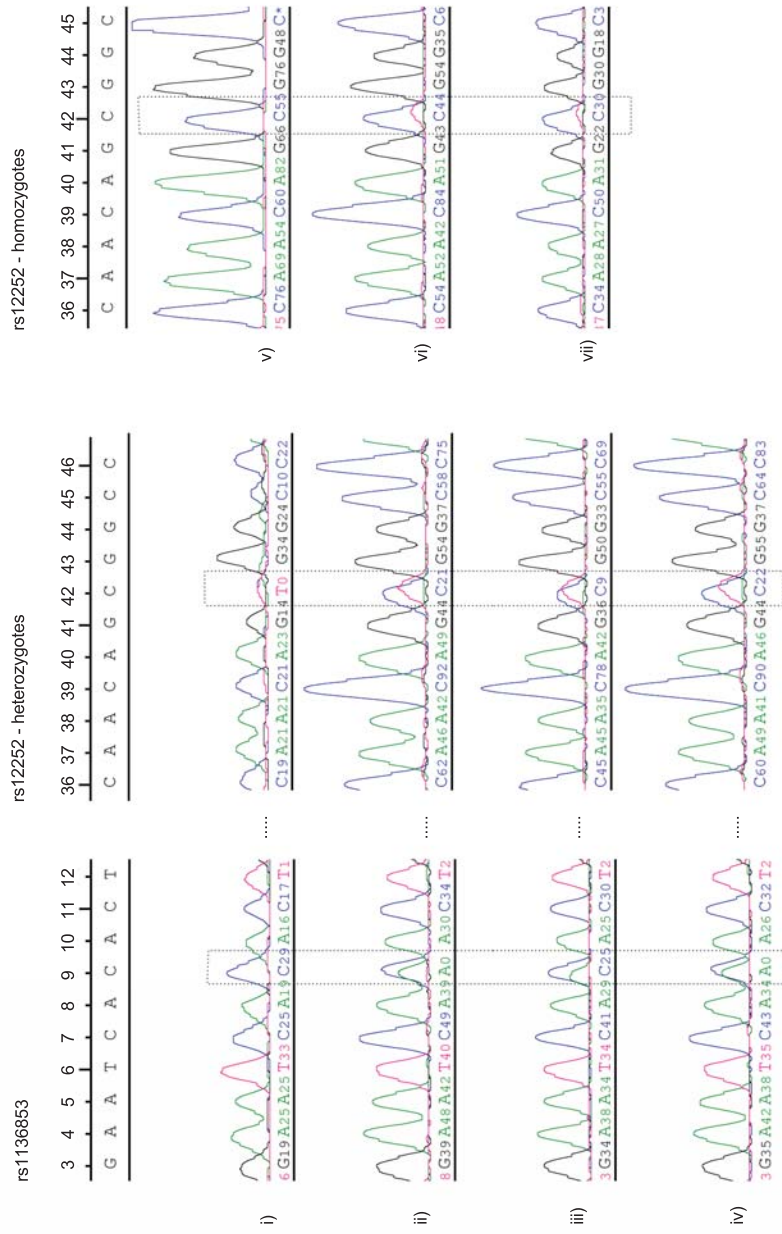 rs1136853
3 4 5 6 7 8 9 10 11 12
G A A T C A C A C T
i)
6 G19 A25 A25 T33 C25 A19 C29 A16 C17 T1
.....
ii)
8 G39 A48 A42 T40 C49 A39 A0 A30 C34 T2
.....
iii)
3 G34 A38 A34 T34 C41 A29 C25 A25 C30 T2
.....
iv)
3 G35 A42 A38 T35 C43 A34 A0 A26 C32 T2
.....
rs12252 - heterozygotes
36 37 38 39 40 41 42 43 44 45 46
C A A C A G C G G C C
C19 A21 A21 C21 A23 G14 T0 G34 G24 C10 C22
C62 A46 A42 C92 A49 G44 C21 G54 G37 C58 C75
C45 A45 A35 C78 A42 G36 C9 G50 G33 C55 C69
C60 A49 A41 C90 A46 G44 C22 G55 G37 C64 C83
rs12252 - homozygotes
36 37 38 39 40 41 42 43 44 45
C A A C A G C G G C
v)
C76 A69 A54 C60 A82 G66 C55 G76 G48 C*
vi)
C54 A52 A42 C84 A51 G43 C44 G54 G35 C6
vii)
C34 A28 A27 C50 A31 G22 C30 G30 G18 C3